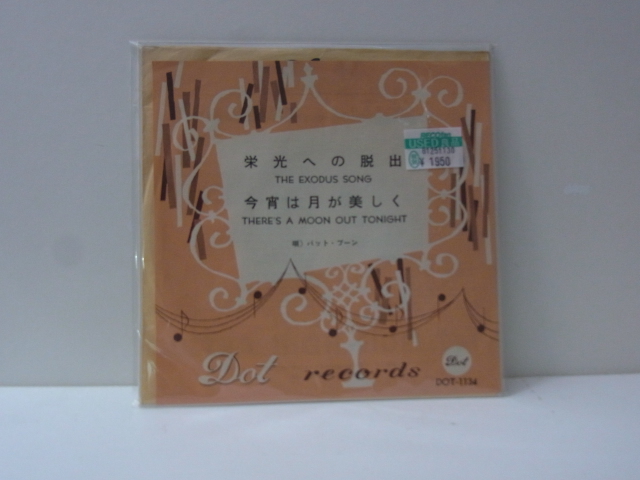 栄光への脱出
THE EXODUS SONG
今宵は月が美しく
THERE'S A MOON OUT TONIGHT
唄) パット・ブーン
USED
¥ 1950
Dot records
Dot
DOT-1134